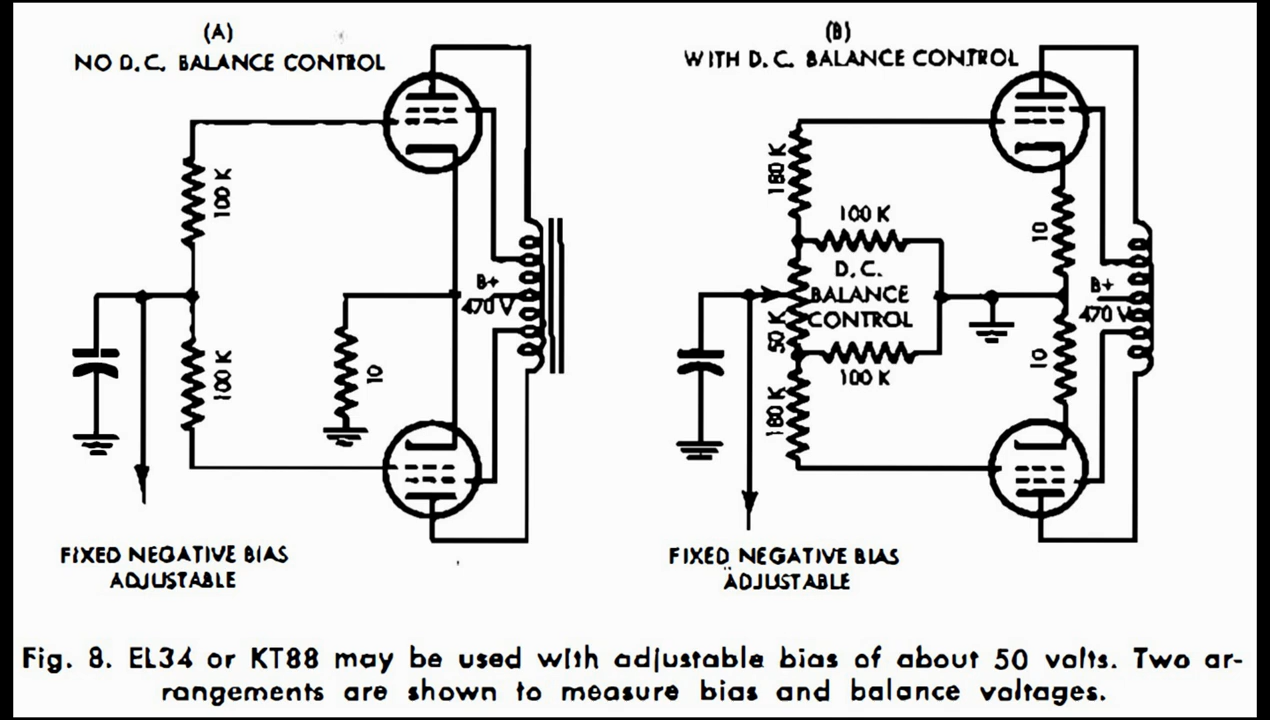 (A)
NO D.C. BALANCE CONTROL
100 K
100 K
10
B+
470 V
FIXED NEGATIVE BIAS
ADJUSTABLE
(B)
WITH D.C. BALANCE CONTROL
180 K
100 K
D.C.
BALANCE
CONTROL
50 K
100 K
180 K
10
10
B+
470 V
FIXED NEGATIVE BIAS
ADJUSTABLE
Fig. 8. EL34 or KT88 may be used with adjustable bias of about 50 volts. Two ar-
rangements are shown to measure bias and balance voltages.